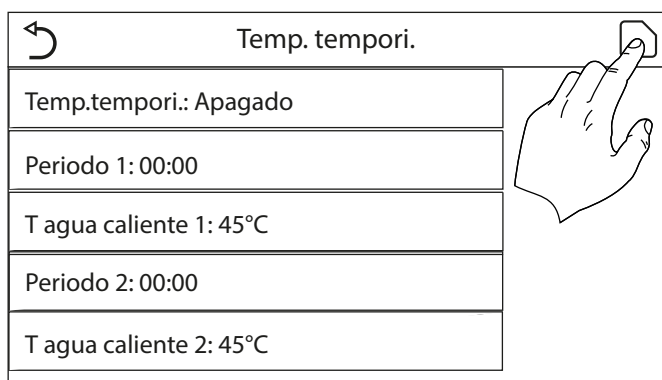 Temp. tempori.
Temp.tempori.: Apagado
Periodo 1: 00:00
T agua caliente 1: 45°C
Periodo 2: 00:00
T agua caliente 2: 45°C